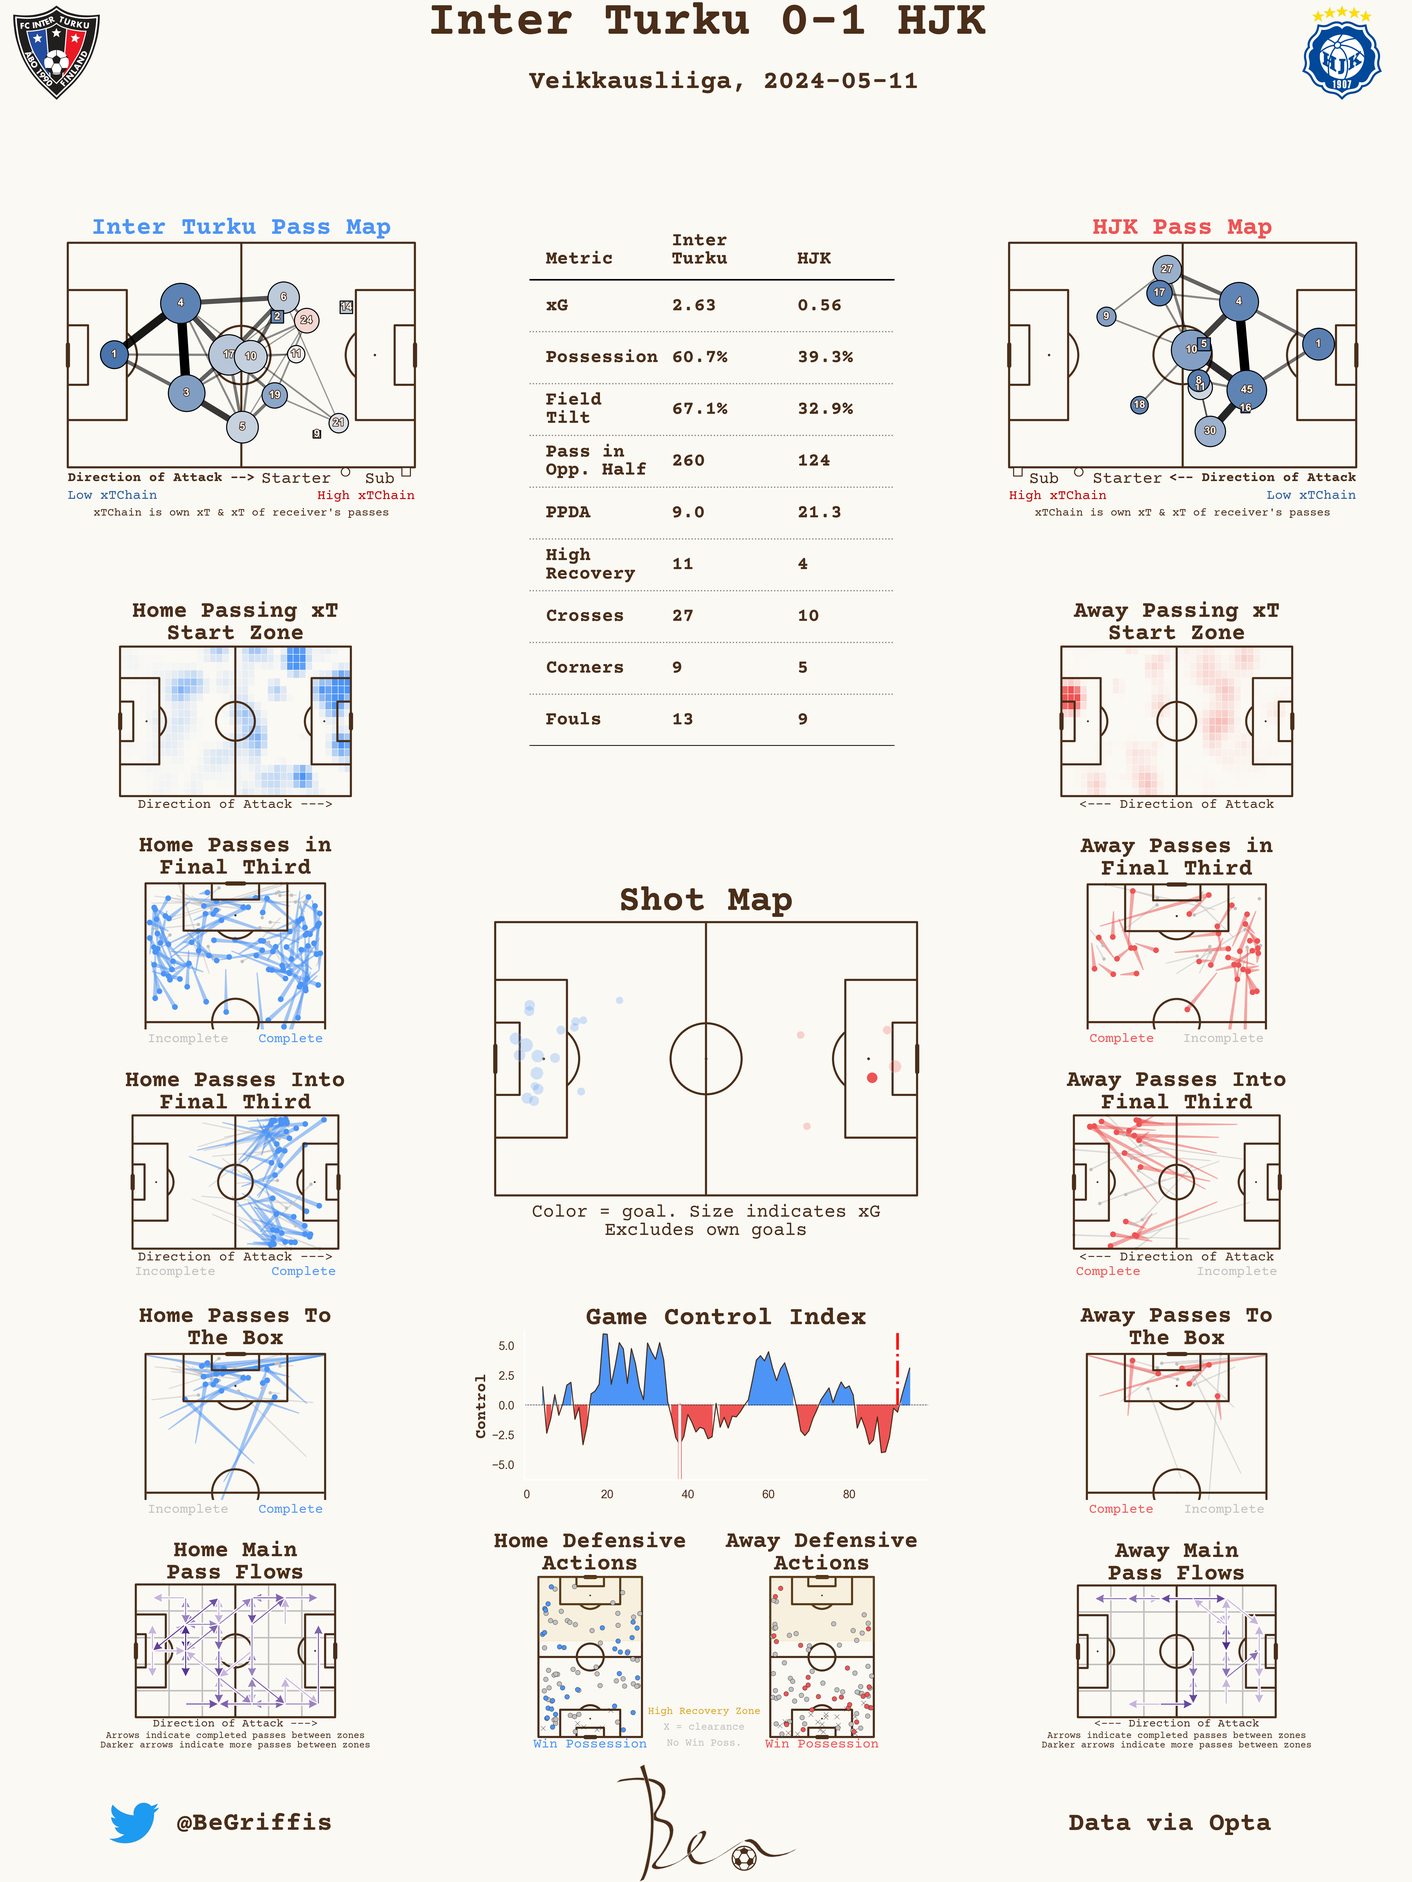 Inter Turku 0-1 HJK
Veikkausliiga, 2024-05-11
FC INTER TURKU
ÅBO 1990 FINLAND
HJK
1907
Inter Turku Pass Map
4
6
14
2
24
1
17
10
11
3
19
5
21
9
Direction of Attack --> Starter Sub
Low xTChain High xTChain
xTChain is own xT & xT of receiver's passes
Metric Inter Turku HJK
xG 2.63 0.56
Possession 60.7% 39.3%
Field Tilt 67.1% 32.9%
Pass in Opp. Half 260 124
PPDA 9.0 21.3
High Recovery 11 4
Crosses 27 10
Corners 9 5
Fouls 13 9
HJK Pass Map
27
17
4
9
10
5
1
8
11
45
18
16
30
Sub Starter <-- Direction of Attack
High xTChain Low xTChain
xTChain is own xT & xT of receiver's passes
Home Passing xT
Start Zone
Direction of Attack --->
Away Passing xT
Start Zone
<--- Direction of Attack
Home Passes in
Final Third
Incomplete Complete
Shot Map
Color = goal. Size indicates xG
Excludes own goals
Away Passes in
Final Third
Complete Incomplete
Home Passes Into
Final Third
Direction of Attack --->
Incomplete Complete
Away Passes Into
Final Third
<--- Direction of Attack
Complete Incomplete
Home Passes To
The Box
Incomplete Complete
Game Control Index
Control
5.0
2.5
0.0
−2.5
−5.0
0 20 40 60 80
Away Passes To
The Box
Complete Incomplete
Home Main
Pass Flows
Direction of Attack --->
Arrows indicate completed passes between zones
Darker arrows indicate more passes between zones
Home Defensive
Actions
Win Possession
High Recovery Zone
X = clearance
No Win Poss.
Away Defensive
Actions
Win Possession
Away Main
Pass Flows
<--- Direction of Attack
Arrows indicate completed passes between zones
Darker arrows indicate more passes between zones
@BeGriffis
Ben
Data via Opta